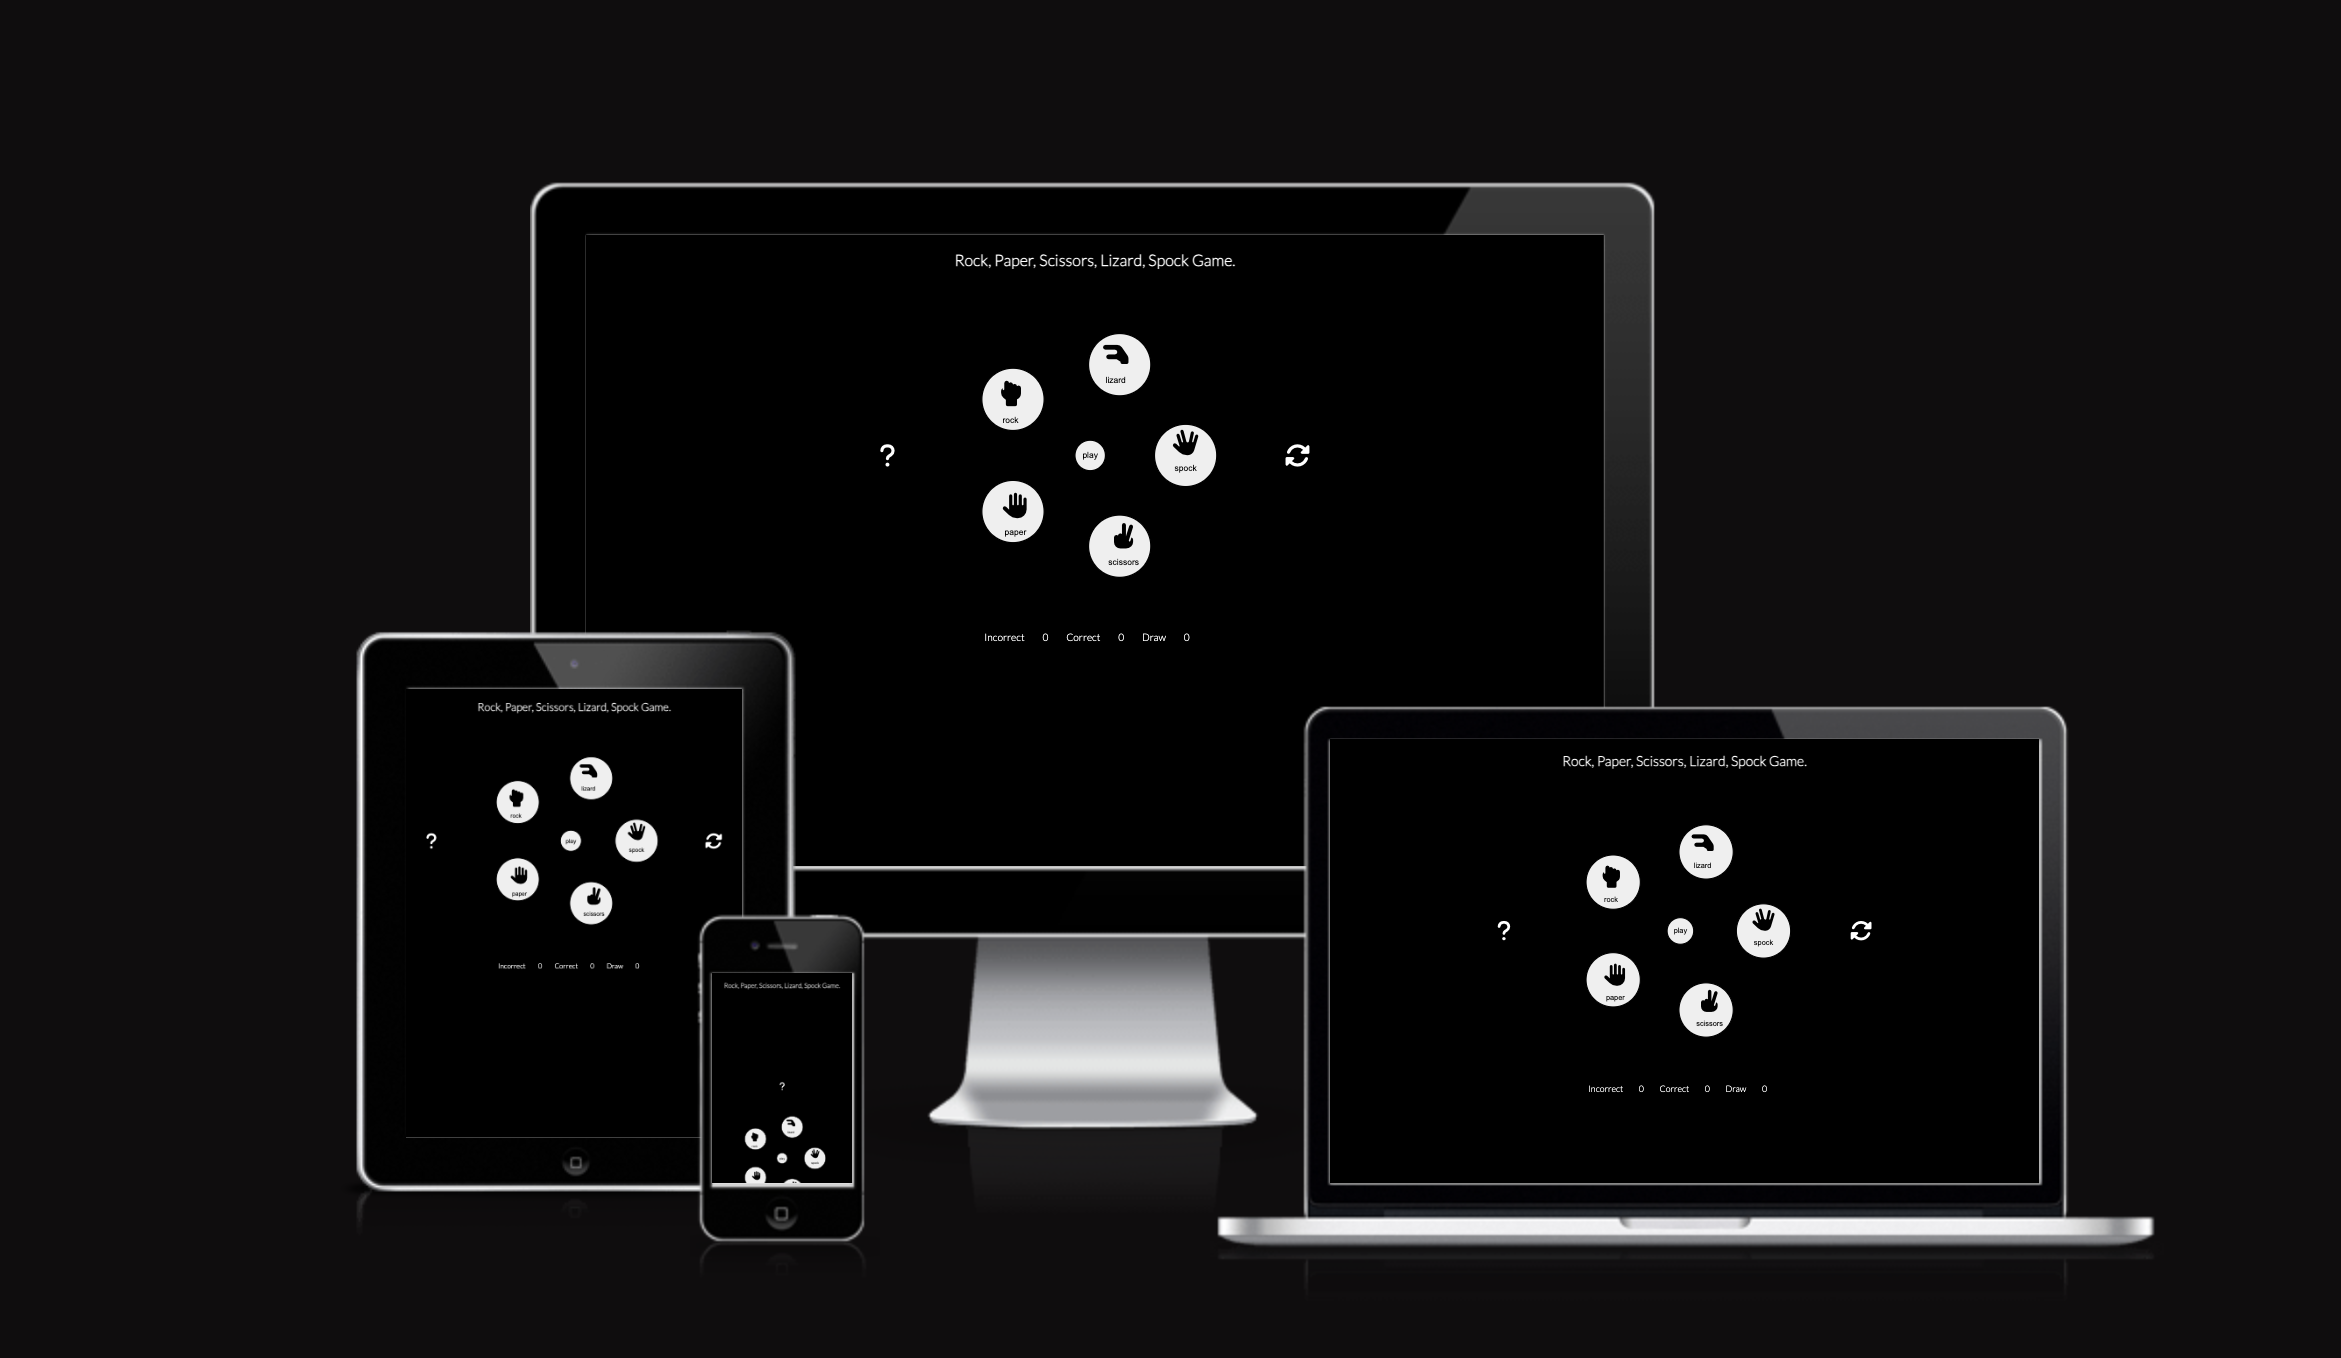 Rock, Paper, Scissors, Lizard, Spock Game.
lizard
rock
? play spock
paper
scissors
Incorrect 0 Correct 0 Draw 0
Rock, Paper, Scissors, Lizard, Spock Game.
lizard
rock
? play spock
paper
scissors
Incorrect 0 Correct 0 Draw 0
Rock, Paper, Scissors, Lizard, Spock Game.
?
Rock, Paper, Scissors, Lizard, Spock Game.
lizard
rock
? play spock
paper
scissors
Incorrect 0 Correct 0 Draw 0